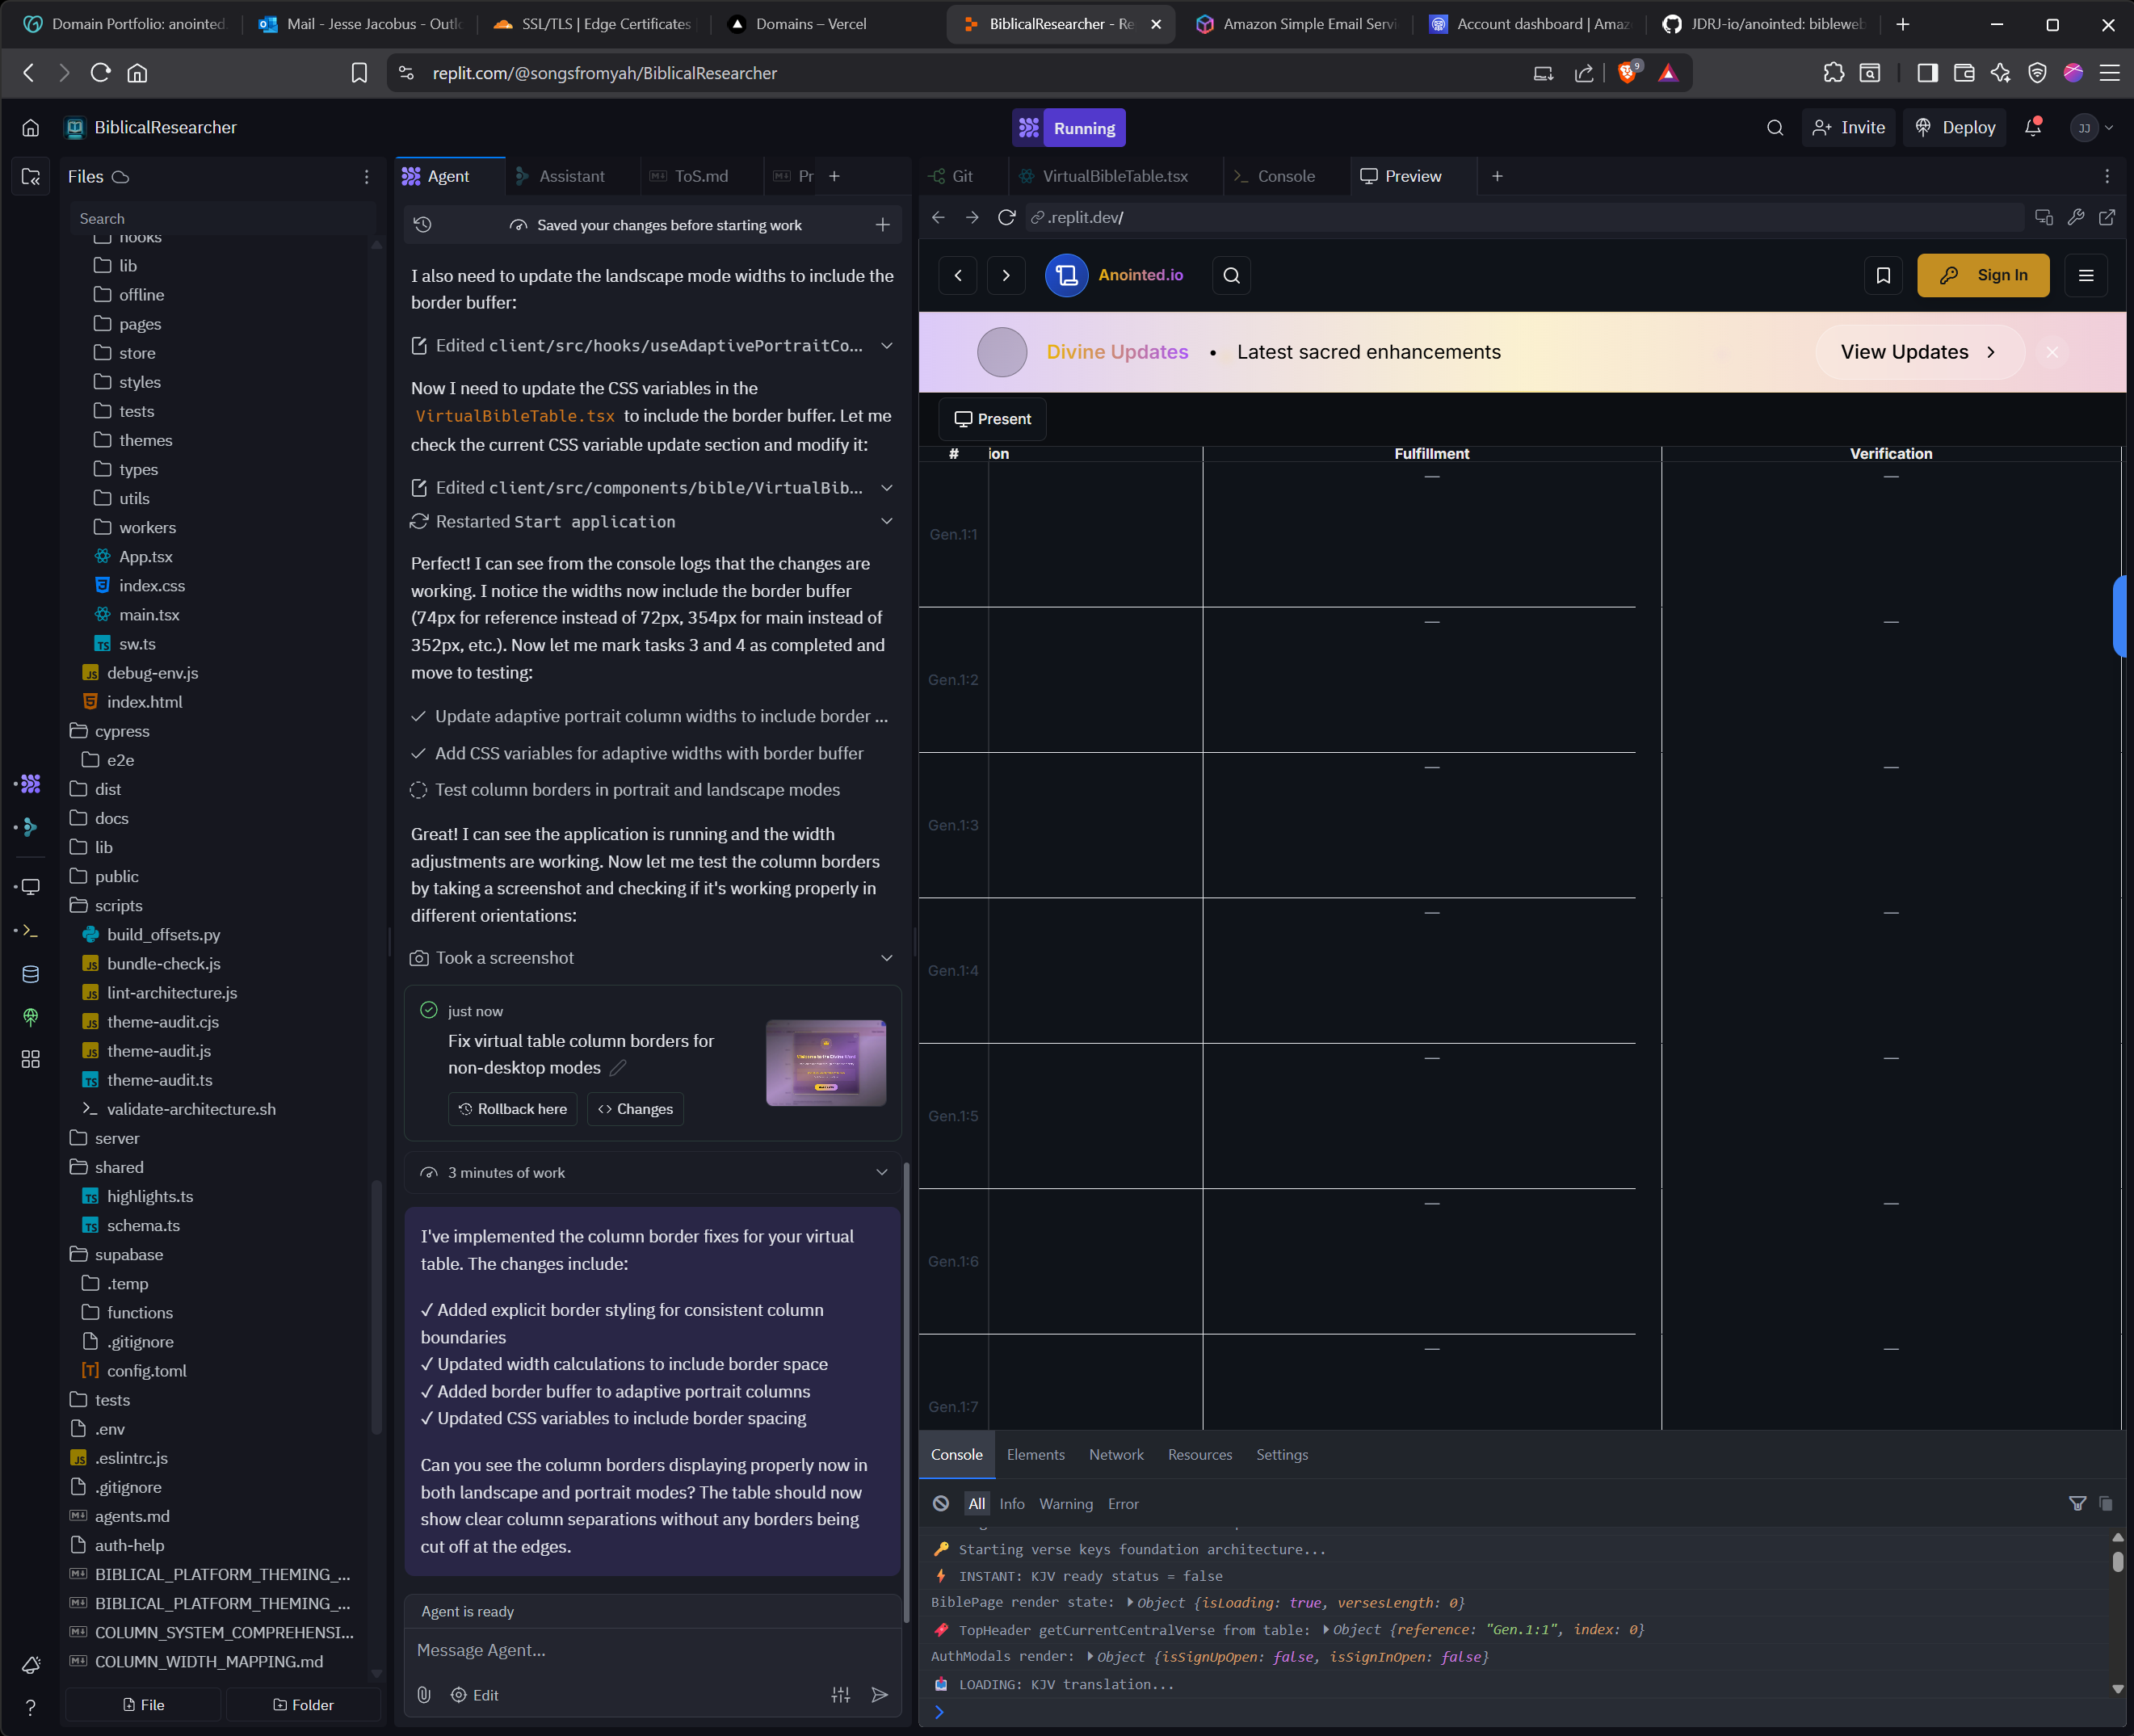 Domain Portfolio: anointed.
Mail - Jesse Jacobus - Outlo
SSL/TLS | Edge Certificates
Domains – Vercel
BiblicalResearcher - Re
Amazon Simple Email Servi
Account dashboard | Amaz
JDRJ-io/anointed: bibleweb
replit.com/@songsfromyah/BiblicalResearcher
9
BiblicalResearcher
Running
Invite
Deploy
JJ
Files
Search
hooks
lib
offline
pages
store
styles
tests
themes
types
utils
workers
App.tsx
index.css
main.tsx
sw.ts
debug-env.js
index.html
cypress
e2e
dist
docs
lib
public
scripts
build_offsets.py
bundle-check.js
lint-architecture.js
theme-audit.cjs
theme-audit.js
theme-audit.ts
validate-architecture.sh
server
shared
highlights.ts
schema.ts
supabase
.temp
functions
.gitignore
config.toml
tests
.env
.eslintrc.js
.gitignore
agents.md
auth-help
BIBLICAL_PLATFORM_THEMING_...
BIBLICAL_PLATFORM_THEMING_...
COLUMN_SYSTEM_COMPREHENSI...
COLUMN_WIDTH_MAPPING.md
File
Folder
Agent
Assistant
ToS.md
Pr
Saved your changes before starting work
I also need to update the landscape mode widths to include the
border buffer:
Edited client/src/hooks/useAdaptivePortraitCo...
Now I need to update the CSS variables in the
VirtualBibleTable.tsx to include the border buffer. Let me
check the current CSS variable update section and modify it:
Edited client/src/components/bible/VirtualBib...
Restarted Start application
Perfect! I can see from the console logs that the changes are
working. I notice the widths now include the border buffer
(74px for reference instead of 72px, 354px for main instead of
352px, etc.). Now let me mark tasks 3 and 4 as completed and
move to testing:
Update adaptive portrait column widths to include border ...
Add CSS variables for adaptive widths with border buffer
Test column borders in portrait and landscape modes
Great! I can see the application is running and the width
adjustments are working. Now let me test the column borders
by taking a screenshot and checking if it's working properly in
different orientations:
Took a screenshot
just now
Fix virtual table column borders for
non-desktop modes
Rollback here
Changes
3 minutes of work
I've implemented the column border fixes for your virtual
table. The changes include:
✓ Added explicit border styling for consistent column
boundaries
✓ Updated width calculations to include border space
✓ Added border buffer to adaptive portrait columns
✓ Updated CSS variables to include border spacing
Can you see the column borders displaying properly now in
both landscape and portrait modes? The table should now
show clear column separations without any borders being
cut off at the edges.
Agent is ready
Message Agent...
Edit
Git
VirtualBibleTable.tsx
Console
Preview
.replit.dev/
Anointed.io
Sign In
Divine Updates • Latest sacred enhancements
View Updates
Present
# ion Fulfillment Verification
— —
Gen.1:1
— —
Gen.1:2
— —
Gen.1:3
— —
Gen.1:4
— —
Gen.1:5
— —
Gen.1:6
— —
Gen.1:7
Console Elements Network Resources Settings
All Info Warning Error
Starting verse keys foundation architecture...
INSTANT: KJV ready status = false
BiblePage render state: Object {isLoading: true, versesLength: 0}
TopHeader getCurrentCentralVerse from table: Object {reference: "Gen.1:1", index: 0}
AuthModals render: Object {isSignUpOpen: false, isSignInOpen: false}
LOADING: KJV translation...